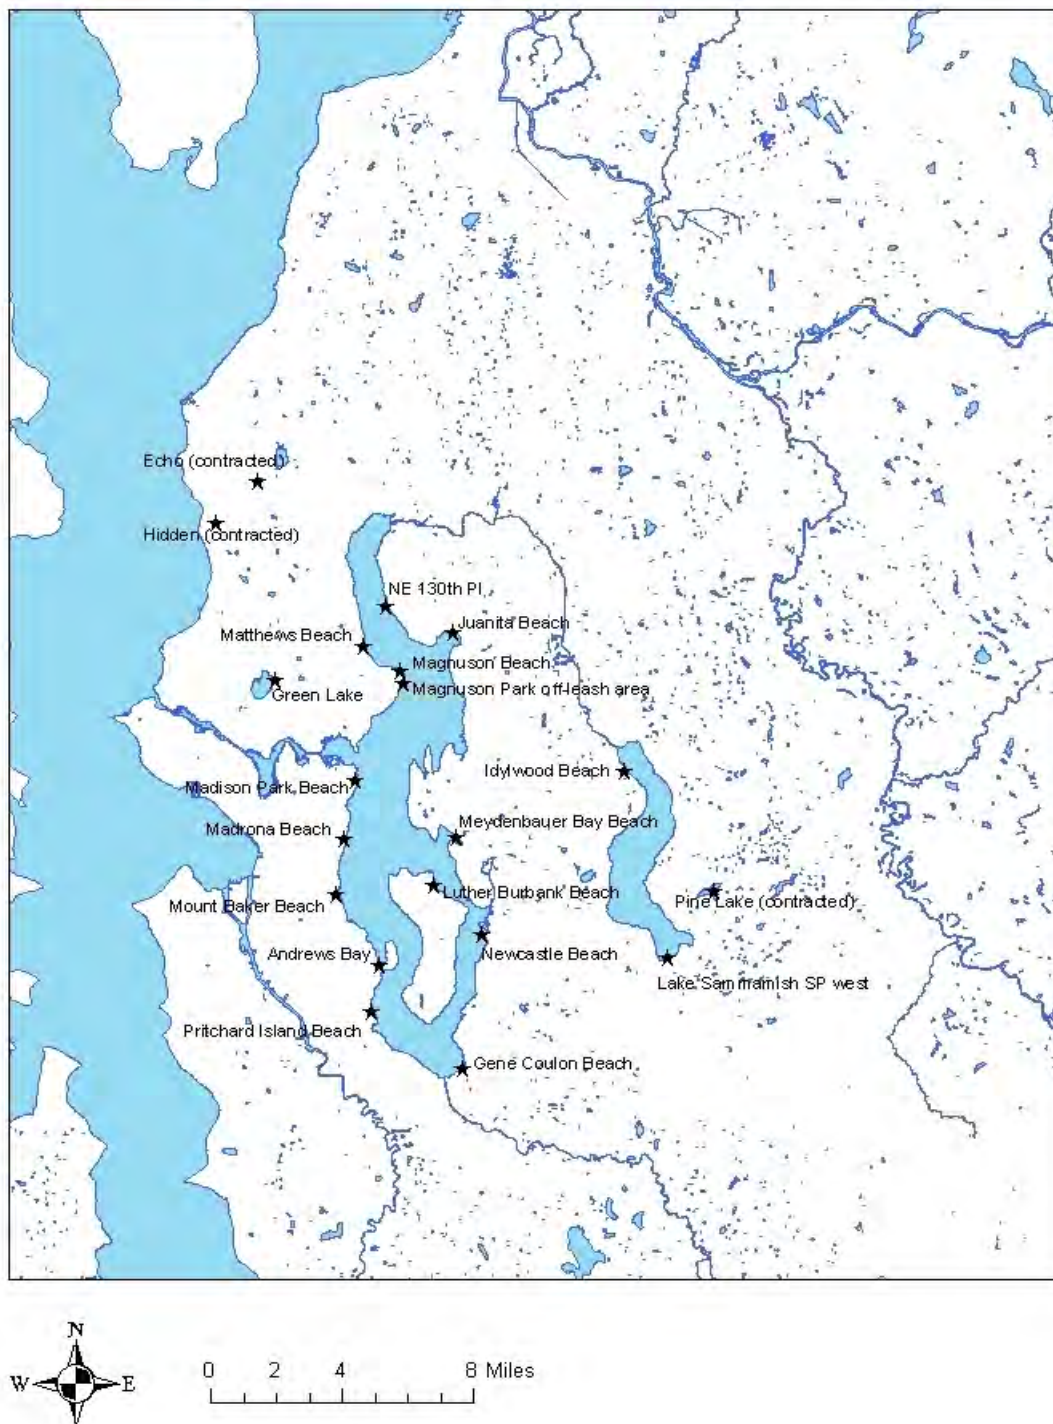 Echo (contracted)
Hidden (contracted)
NE 130th Pl
Juanita Beach
Matthews Beach
Magnuson Beach
Green Lake
Magnuson Park off-leash area
Idylwood Beach
Madison Park Beach
Meydenbauer Bay Beach
Madrona Beach
Luther Burbank Beach
Pine Lake (contracted)
Mount Baker Beach
Andrews Bay
Newcastle Beach
Lake Sammamish SP west
Pritchard Island Beach
Gene Coulon Beach
N
W E
S
0 2 4 8 Miles